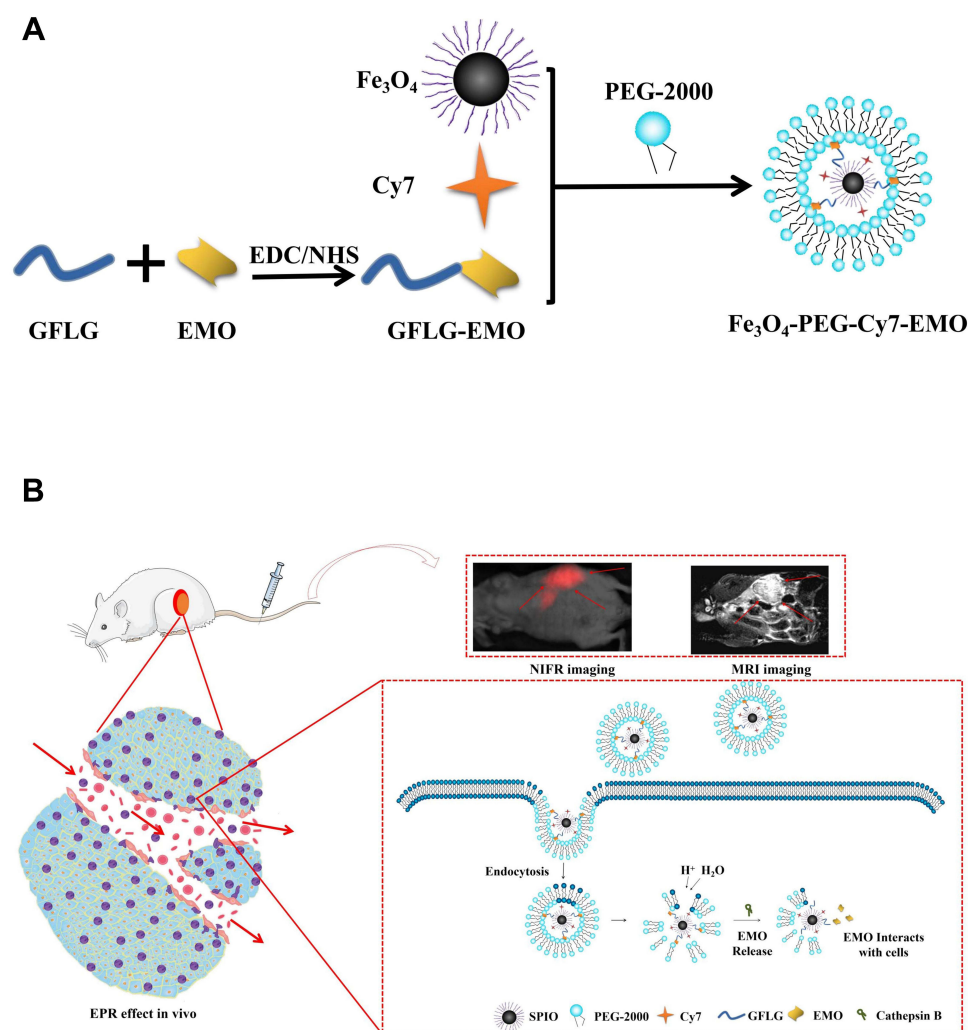 A
Fe₃O₄
PEG-2000
Cy7
EDC/NHS
GFLG
EMO
GFLG-EMO
Fe₃O₄-PEG-Cy7-EMO
B
NIFR imaging
MRI imaging
Endocytosis
H⁺ H₂O
EMO
Release
EMO Interacts
with cells
EPR effect in vivo
SPIO
PEG-2000
Cy7
GFLG
EMO
Cathepsin B